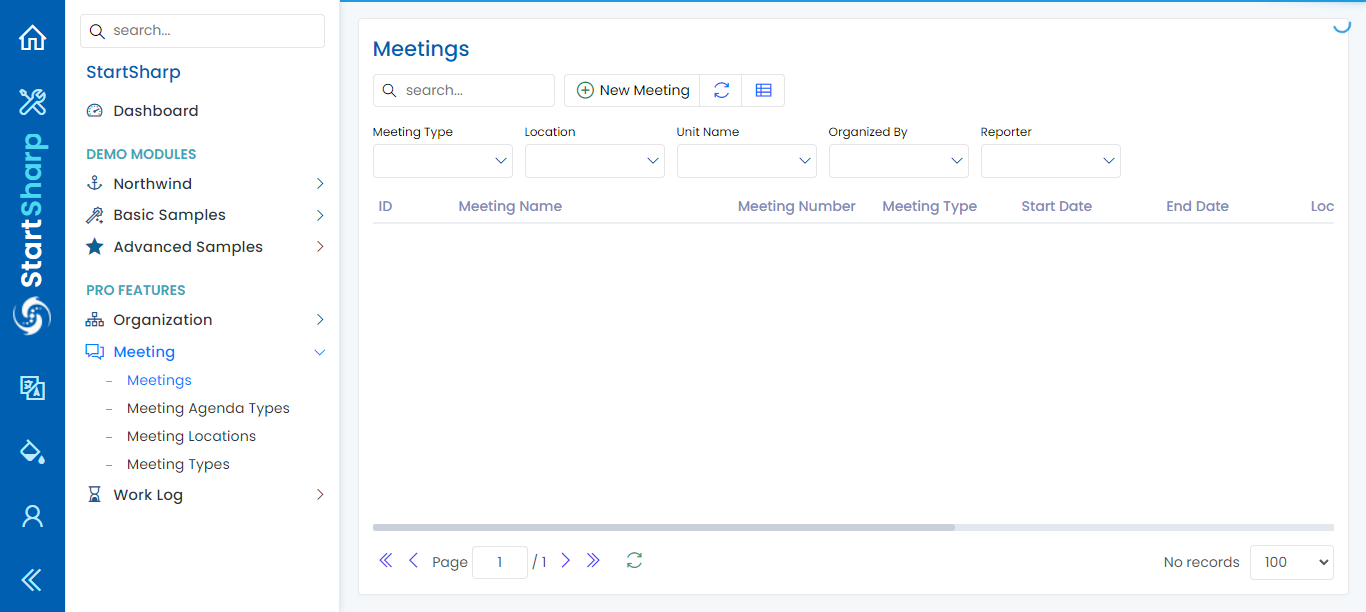 StartSharp
search...
StartSharp
Dashboard
DEMO MODULES
Northwind
Basic Samples
Advanced Samples
PRO FEATURES
Organization
Meeting
Meetings
Meeting Agenda Types
Meeting Locations
Meeting Types
Work Log
Meetings
search...
New Meeting
Meeting Type Location Unit Name Organized By Reporter
ID Meeting Name Meeting Number Meeting Type Start Date End Date Loc
Page 1 / 1 No records 100